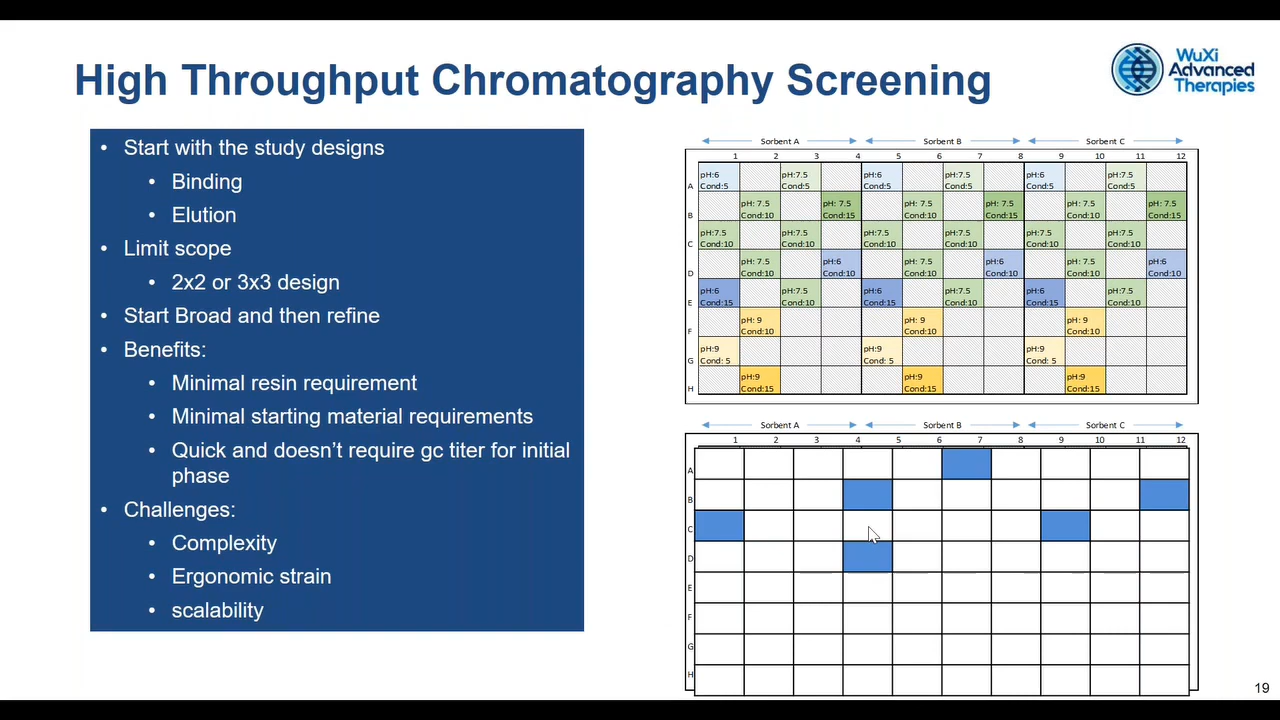 High Throughput Chromatography Screening
WuXi
Advanced
Therapies
• Start with the study designs
• Binding
• Elution
• Limit scope
• 2x2 or 3x3 design
• Start Broad and then refine
• Benefits:
• Minimal resin requirement
• Minimal starting material requirements
• Quick and doesn’t require gc titer for initial
phase
• Challenges:
• Complexity
• Ergonomic strain
• scalability
Sorbent A Sorbent B Sorbent C
1 2 3 4 5 6 7 8 9 10 11 12
pH:6 pH:7.5 pH:6 pH:7.5 pH:6 pH:7.5
A Cond:5 Cond:5 Cond:5 Cond:5 Cond:5 Cond:5
pH: 7.5 pH: 7.5 pH: 7.5 pH: 7.5 pH: 7.5 pH: 7.5
B Cond:10 Cond:15 Cond:10 Cond:15 Cond:10 Cond:15
pH:7.5 pH:7.5 pH:7.5 pH:7.5 pH:7.5 pH:7.5
C Cond:10 Cond:10 Cond:10 Cond:10 Cond:10 Cond:10
pH: 7.5 pH:6 pH: 7.5 pH:6 pH: 7.5 pH:6
D Cond:10 Cond:10 Cond:10 Cond:10 Cond:10 Cond:10
pH:6 pH:7.5 pH:6 pH:7.5 pH:6 pH:7.5
E Cond:15 Cond:10 Cond:15 Cond:10 Cond:15 Cond:10
pH: 9 pH: 9 pH: 9
F Cond:10 Cond:10 Cond:10
pH:9 pH:9 pH:9
G Cond: 5 Cond: 5 Cond: 5
pH:9 pH:9 pH:9
H Cond:15 Cond:15 Cond:15
Sorbent A Sorbent B Sorbent C
1 2 3 4 5 6 7 8 9 10 11 12
A
B
C
D
E
F
G
H
19